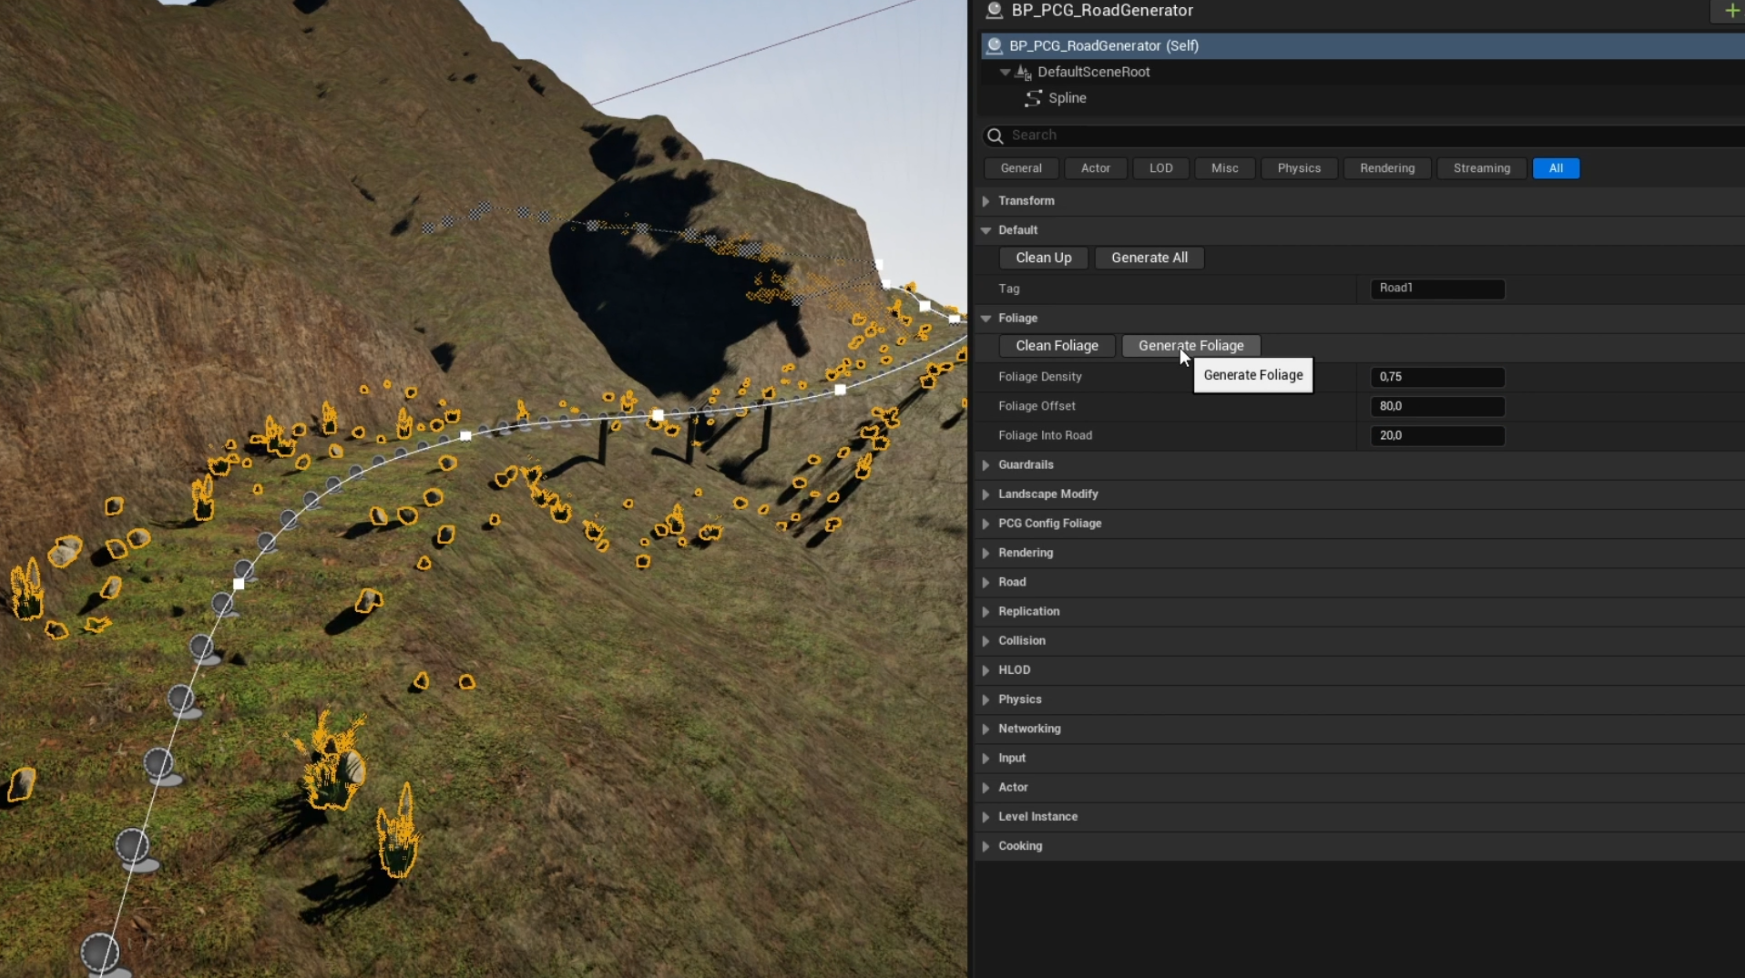 BP_PCG_RoadGenerator
BP_PCG_RoadGenerator (Self)
DefaultSceneRoot
Spline
Search
General Actor LOD Misc Physics Rendering Streaming All
Transform
Default
Clean Up Generate All
Tag Road1
Foliage
Clean Foliage Generate Foliage
Generate Foliage
Foliage Density 0,75
Foliage Offset 80,0
Foliage Into Road 20,0
Guardrails
Landscape Modify
PCG Config Foliage
Rendering
Road
Replication
Collision
HLOD
Physics
Networking
Input
Actor
Level Instance
Cooking